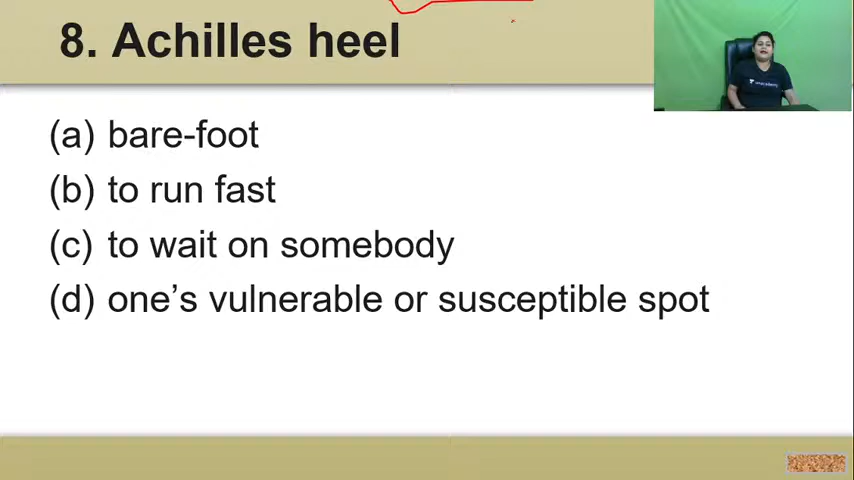 8. Achilles heel
(a) bare-foot
(b) to run fast
(c) to wait on somebody
(d) one’s vulnerable or susceptible spot